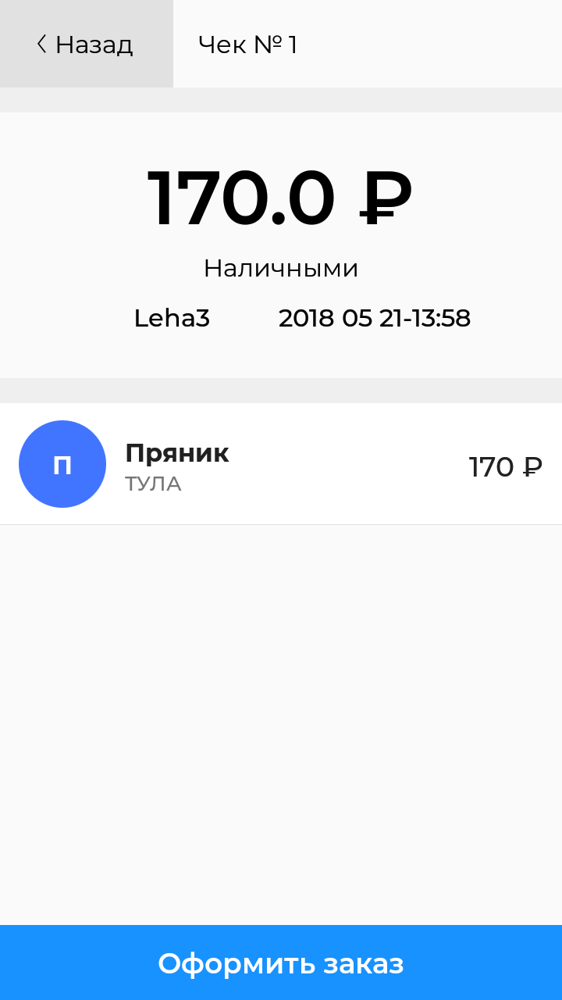 Назад Чек № 1
170.0 ₽
Наличными
Leha3 2018 05 21-13:58
П
Пряник
ТУЛА
170 ₽
Оформить заказ